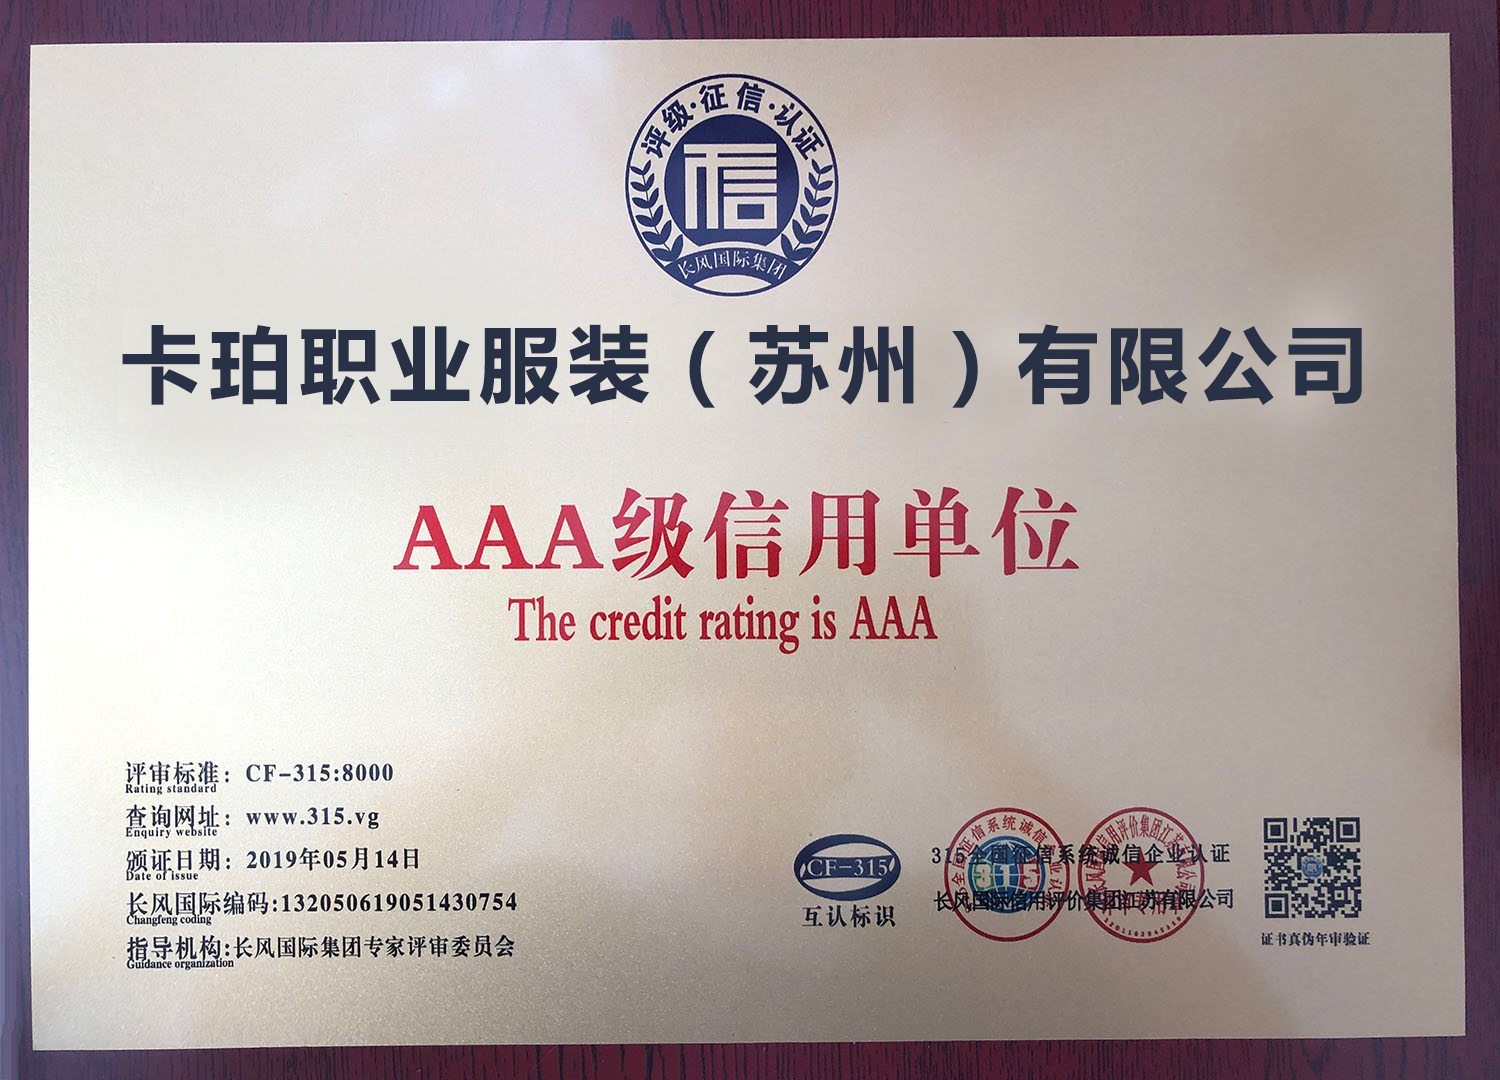 评级·征信·认证
信
长风国际集团
卡珀职业服装（苏州）有限公司
AAA级信用单位
The credit rating is AAA
评审标准：CF-315:8000
Rating standard
查询网址：www.315.vg
Enquiry website
颁证日期：2019年05月14日
Date of issue
长风国际编码:132050619051430754
Changfeng coding
指导机构:长风国际集团专家评审委员会
Guidance organization
CF-315
互认标识
315全国征信系统诚信企业认证
长风国际信用评价集团江苏有限公司
315
证书真伪年审验证